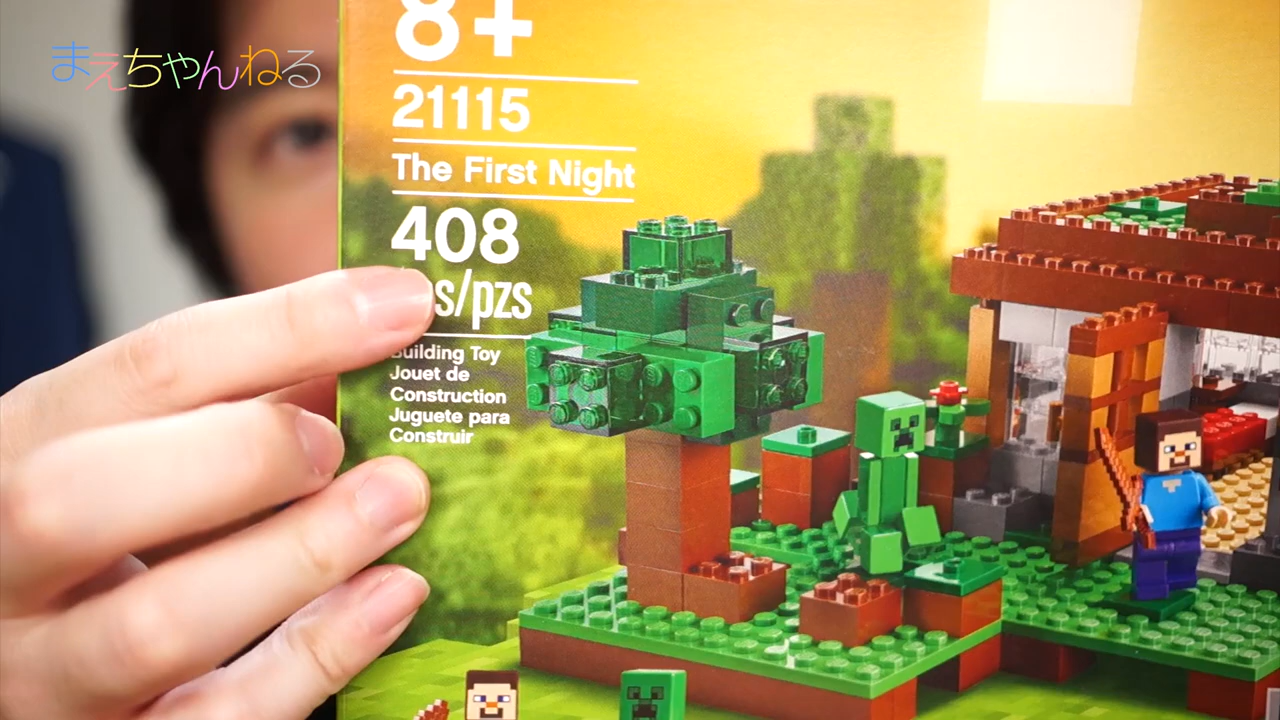 まえちゃんねる
8+
21115
The First Night
408
s/pzs
Building Toy
Jouet de
Construction
Juguete para
Construir